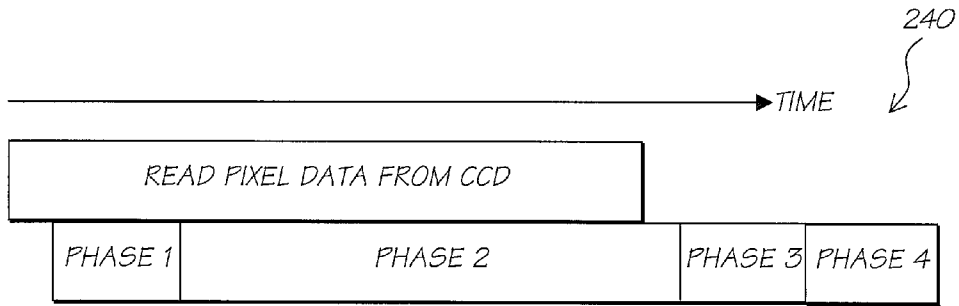 240
TIME
READ PIXEL DATA FROM CCD
PHASE 1 PHASE 2 PHASE 3 PHASE 4